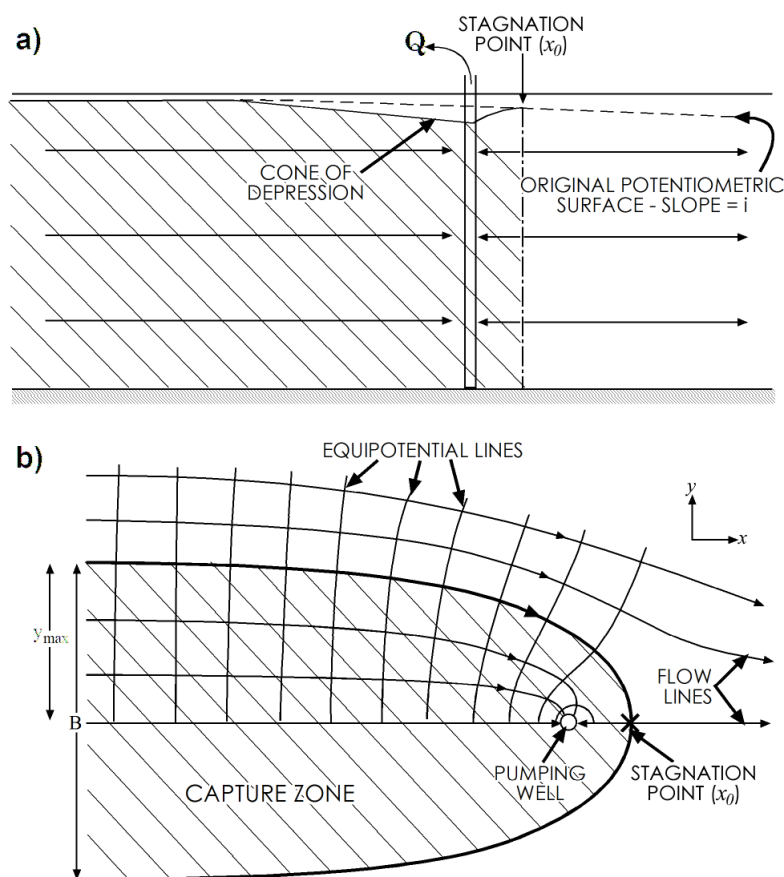 a)
Q
STAGNATION
POINT (x0)
CONE OF
DEPRESSION
ORIGINAL POTENTIOMETRIC
SURFACE - SLOPE = i
b)
EQUIPOTENTIAL LINES
y
x
ymax
B
FLOW
LINES
PUMPING
WELL
STAGNATION
POINT (x0)
CAPTURE ZONE